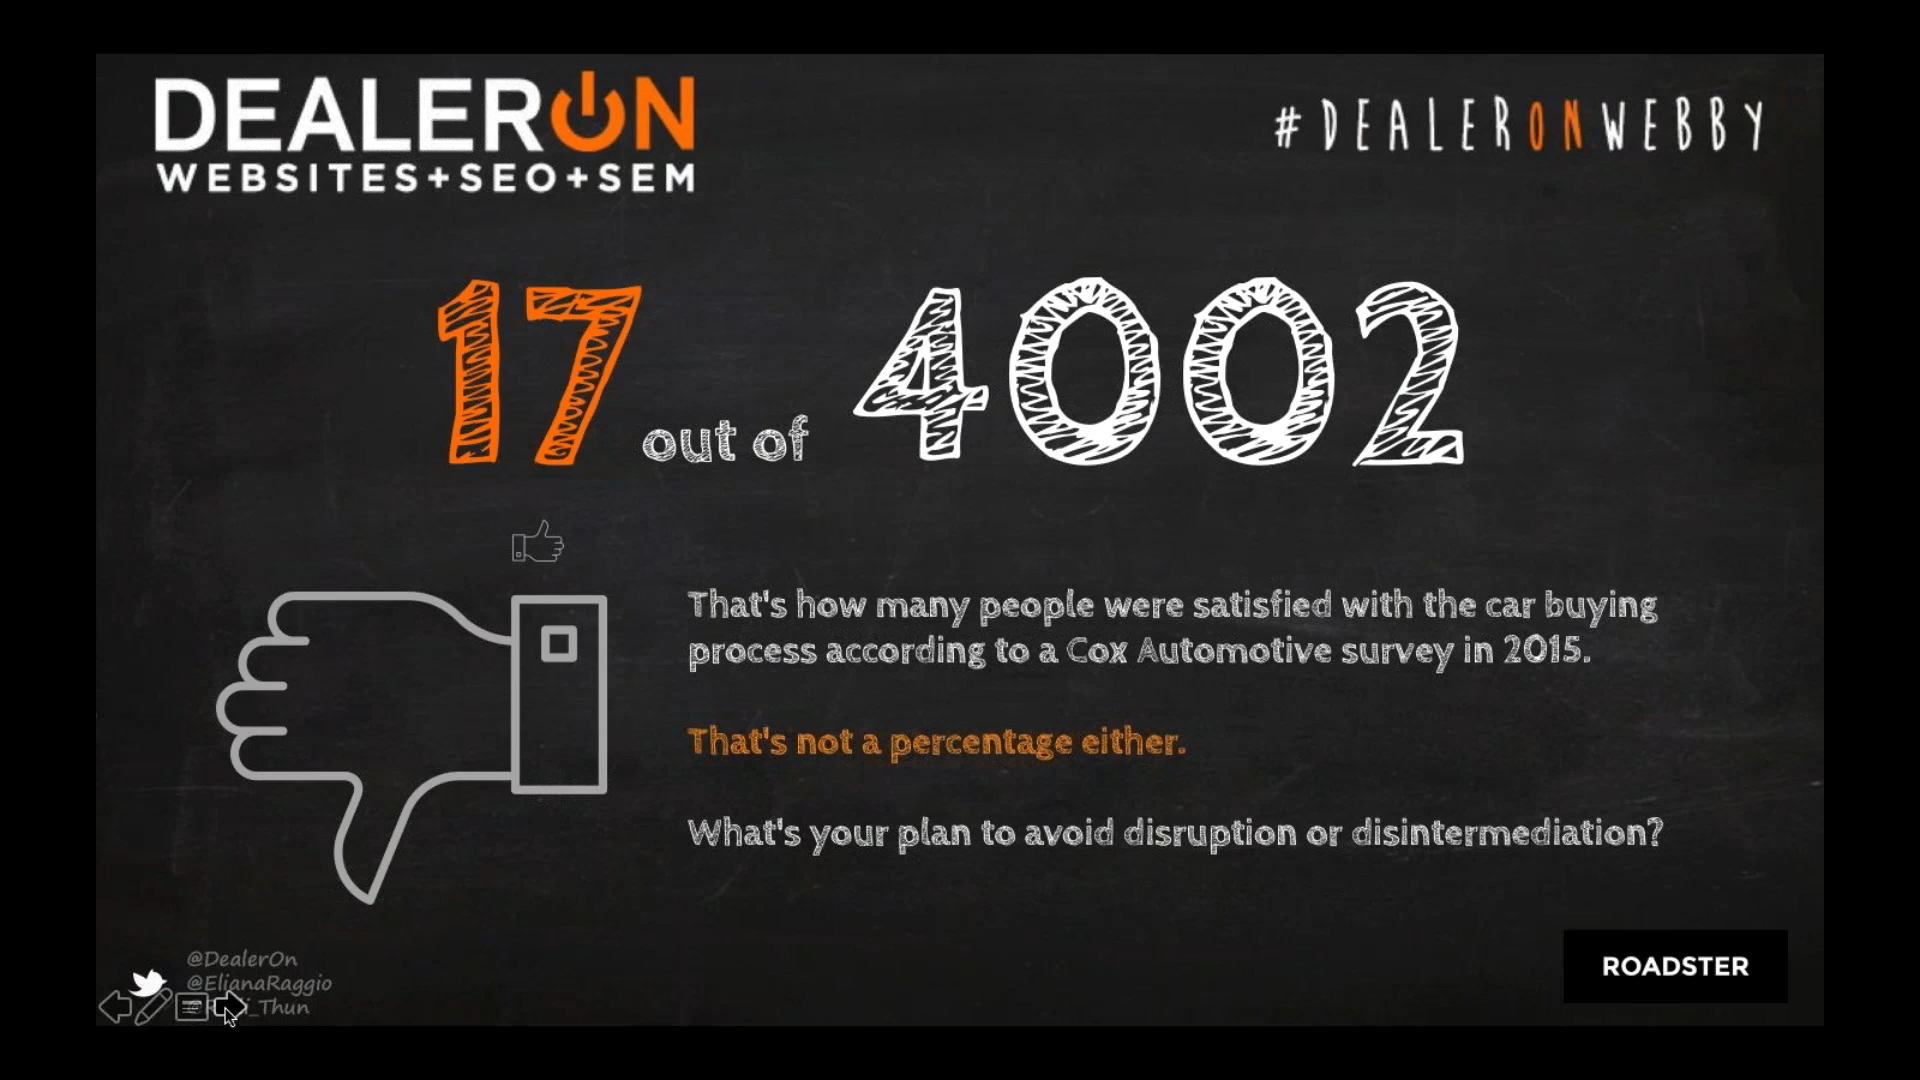 DEALERON
WEBSITES+SEO+SEM
#DEALERONWEBBY
17 out of 4002
That's how many people were satisfied with the car buying
process according to a Cox Automotive survey in 2015.
That's not a percentage either.
What's your plan to avoid disruption or disintermediation?
@DealerOn
@ElianaRaggio
Thun
ROADSTER